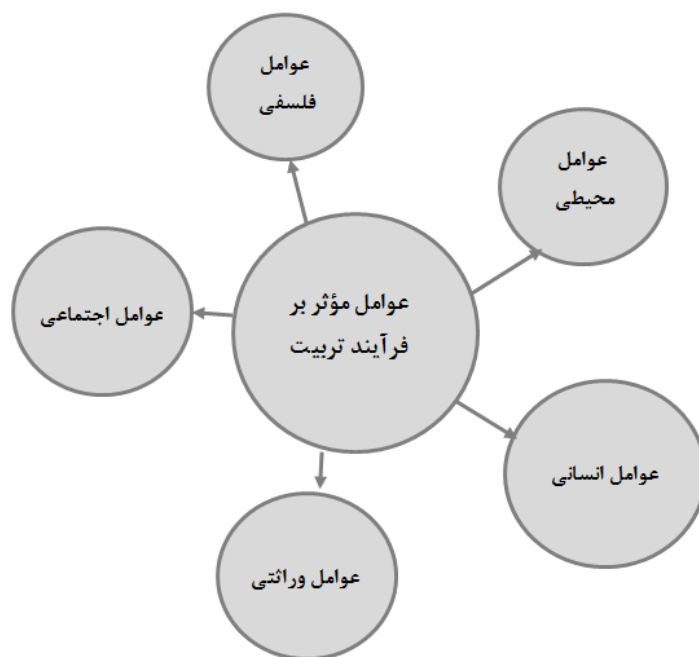 عوامل
فلسفی
عوامل
محیطی
عوامل مؤثر بر
فرآیند تربیت
عوامل اجتماعی
عوامل انسانی
عوامل وراثتی